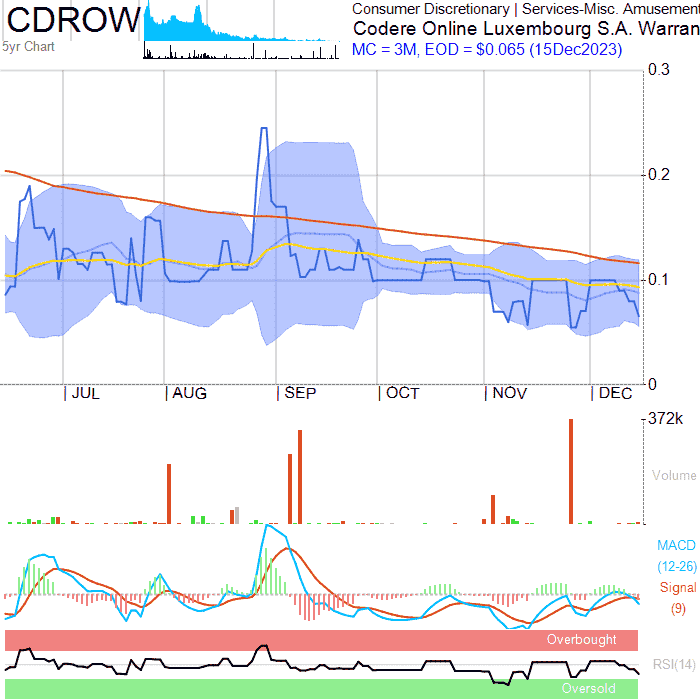 CDROW
Consumer Discretionary | Services-Misc. Amusement
Codere Online Luxembourg S.A. Warran
5yr Chart
MC = 3M, EOD = $0.065 (15Dec2023)
0.3
0.2
0.1
0
JUL AUG SEP OCT NOV DEC
372k
Volume
MACD
(12-26)
Signal
(9)
Overbought
RSI(14)
Oversold